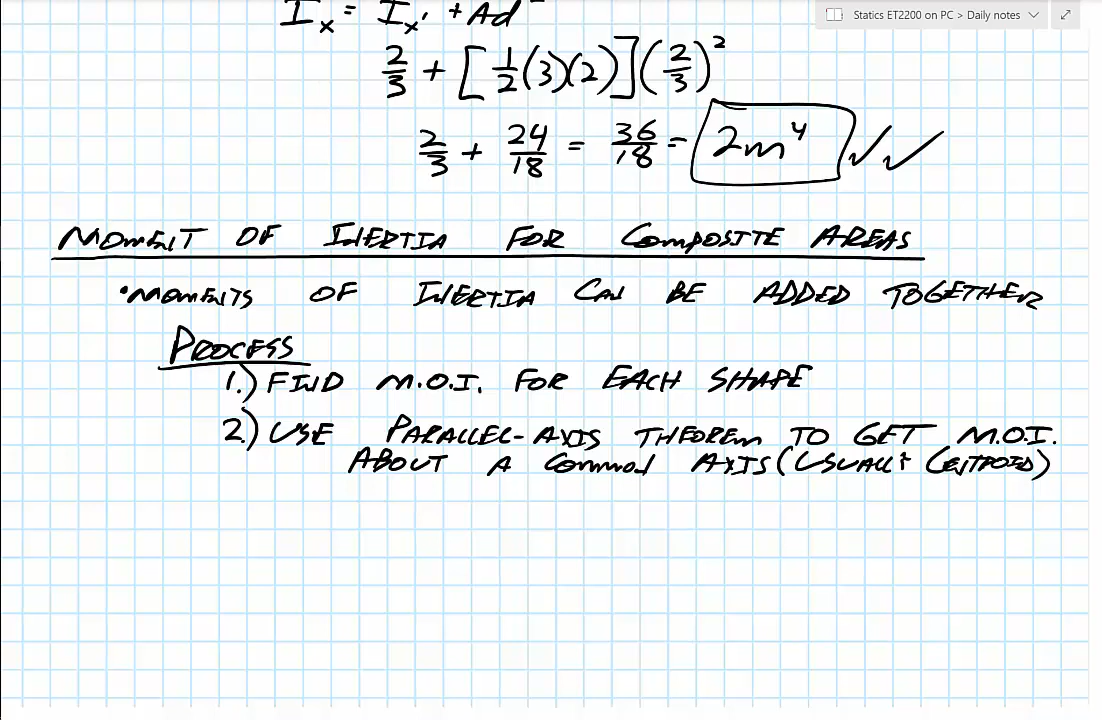 Statics ET2200 on PC > Daily notes
Iₓ = Iₓ' + Ad
2/3 + [1/2(3)(2)](2/3)²
2/3 + 24/18 = 36/18 = 2m⁴ ✓✓
MOMENT OF INERTIA FOR COMPOSITE AREAS
•MOMENTS OF INERTIA CAN BE ADDED TOGETHER
PROCESS
1.) FIND M.O.I. FOR EACH SHAPE
2.) USE PARALLEL-AXIS THEOREM TO GET M.O.I.
ABOUT A COMMON AXIS (USUALLY CENTROID)